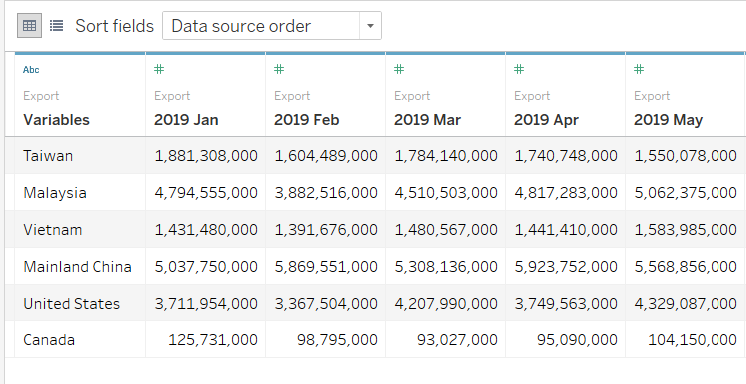 Sort fields Data source order
Abc # # # # #
Export Export Export Export Export Export
Variables 2019 Jan 2019 Feb 2019 Mar 2019 Apr 2019 May
Taiwan 1,881,308,000 1,604,489,000 1,784,140,000 1,740,748,000 1,550,078,000
Malaysia 4,794,555,000 3,882,516,000 4,510,503,000 4,817,283,000 5,062,375,000
Vietnam 1,431,480,000 1,391,676,000 1,480,567,000 1,441,410,000 1,583,985,000
Mainland China 5,037,750,000 5,869,551,000 5,308,136,000 5,923,752,000 5,568,856,000
United States 3,711,954,000 3,367,504,000 4,207,990,000 3,749,563,000 4,329,087,000
Canada 125,731,000 98,795,000 93,027,000 95,090,000 104,150,000